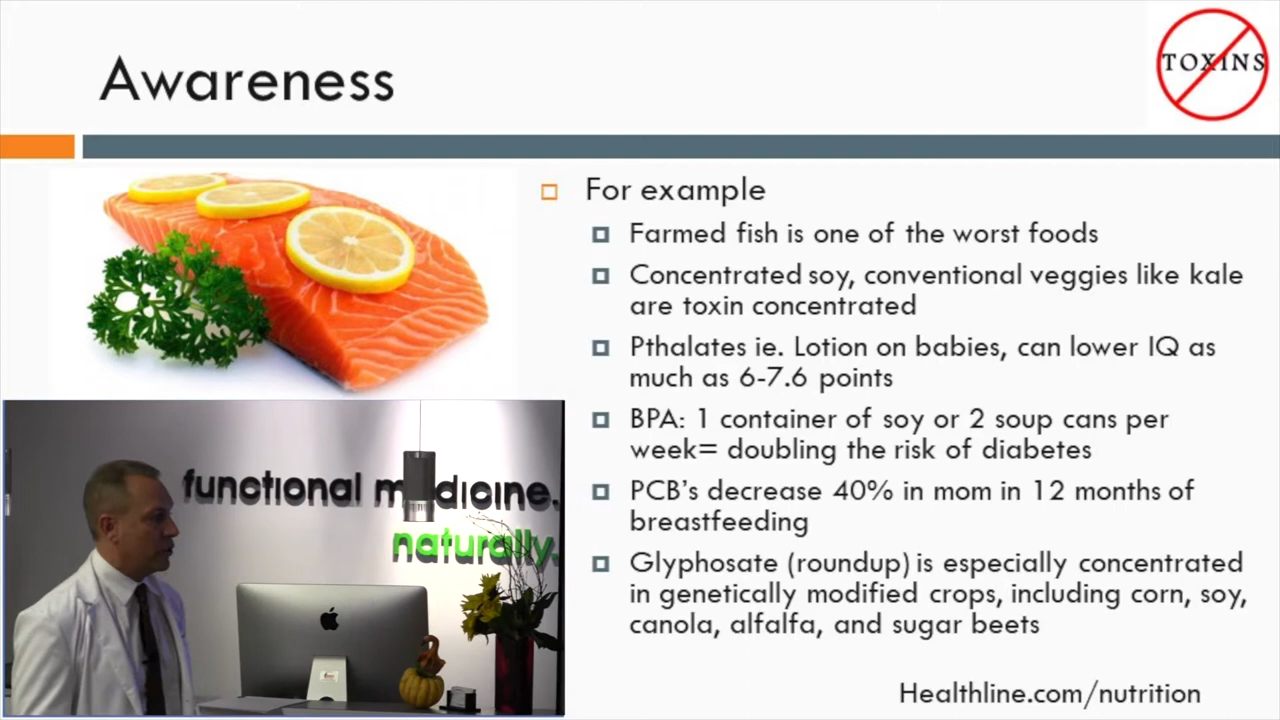 Awareness
TOXINS
For example
Farmed fish is one of the worst foods
Concentrated soy, conventional veggies like kale
are toxin concentrated
Pthalates ie. Lotion on babies, can lower IQ as
much as 6-7.6 points
BPA: 1 container of soy or 2 soup cans per
week= doubling the risk of diabetes
PCB's decrease 40% in mom in 12 months of
breastfeeding
Glyphosate (roundup) is especially concentrated
in genetically modified crops, including corn, soy,
canola, alfalfa, and sugar beets
Healthline.com/nutrition
functional medicine.
naturally.